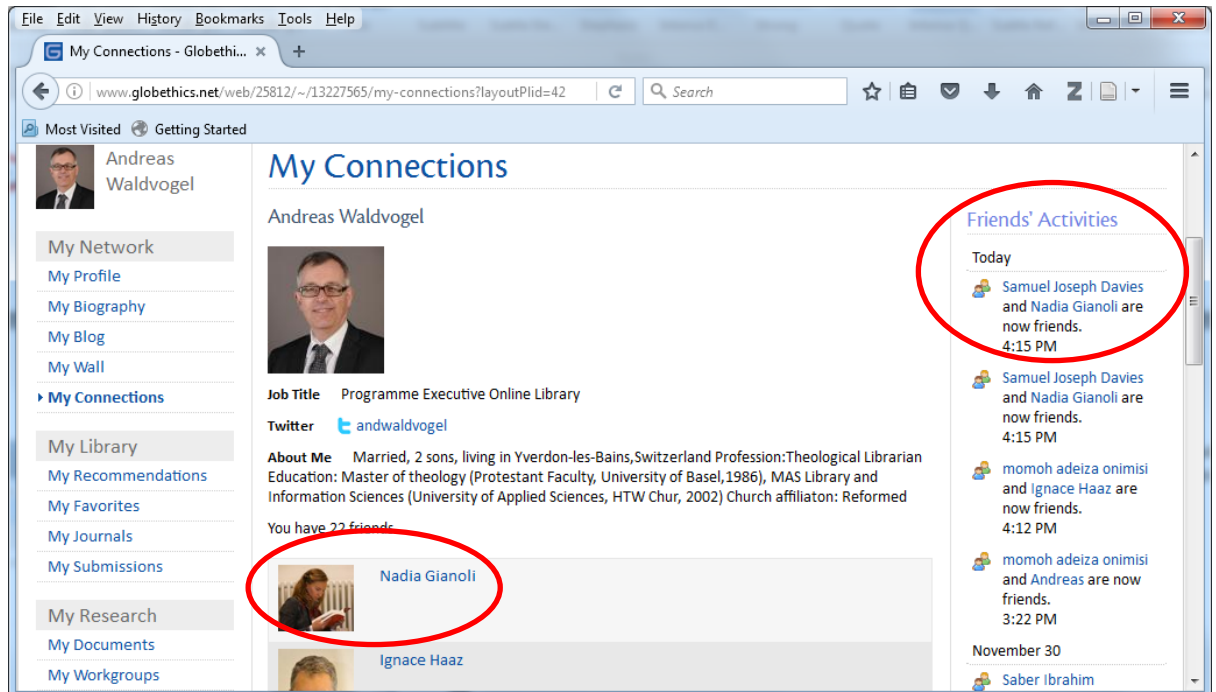 File Edit View History Bookmarks Tools Help
My Connections - Globethi... × +
www.globethics.net/web/25812/~/13227565/my-connections?layoutPlid=42
Search
Most Visited Getting Started
Andreas
Waldvogel
My Network
My Profile
My Biography
My Blog
My Wall
My Connections
My Library
My Recommendations
My Favorites
My Journals
My Submissions
My Research
My Documents
My Workgroups
My Connections
Andreas Waldvogel
Job Title Programme Executive Online Library
Twitter andwaldvogel
About Me Married, 2 sons, living in Yverdon-les-Bains,Switzerland Profession:Theological Librarian
Education: Master of theology (Protestant Faculty, University of Basel,1986), MAS Library and
Information Sciences (University of Applied Sciences, HTW Chur, 2002) Church affiliaton: Reformed
You have 22 friends
Nadia Gianoli
Ignace Haaz
Friends' Activities
Today
Samuel Joseph Davies
and Nadia Gianoli are
now friends.
4:15 PM
Samuel Joseph Davies
and Nadia Gianoli are
now friends.
4:15 PM
momoh adeiza onimisi
and Ignace Haaz are
now friends.
4:12 PM
momoh adeiza onimisi
and Andreas are now
friends.
3:22 PM
November 30
Saber Ibrahim